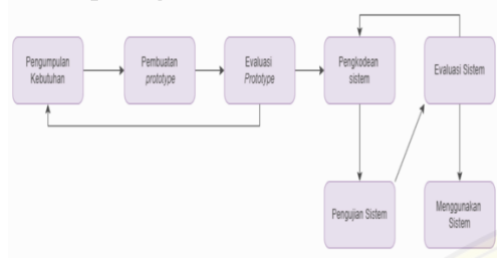 Pengumpulan
Kebutuhan
Pembuatan
prototype
Evaluasi
Prototype
Pengkodean
sistem
Evaluasi Sistem
Pengujian Sistem
Menggunakan
Sistem